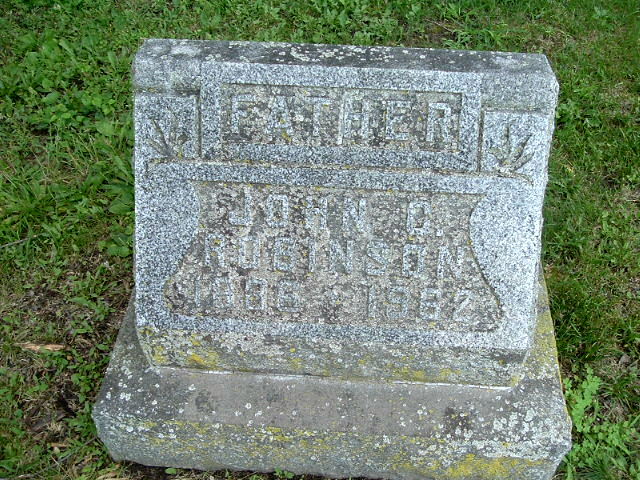 FATHER
JOHN C.
ROBINSON